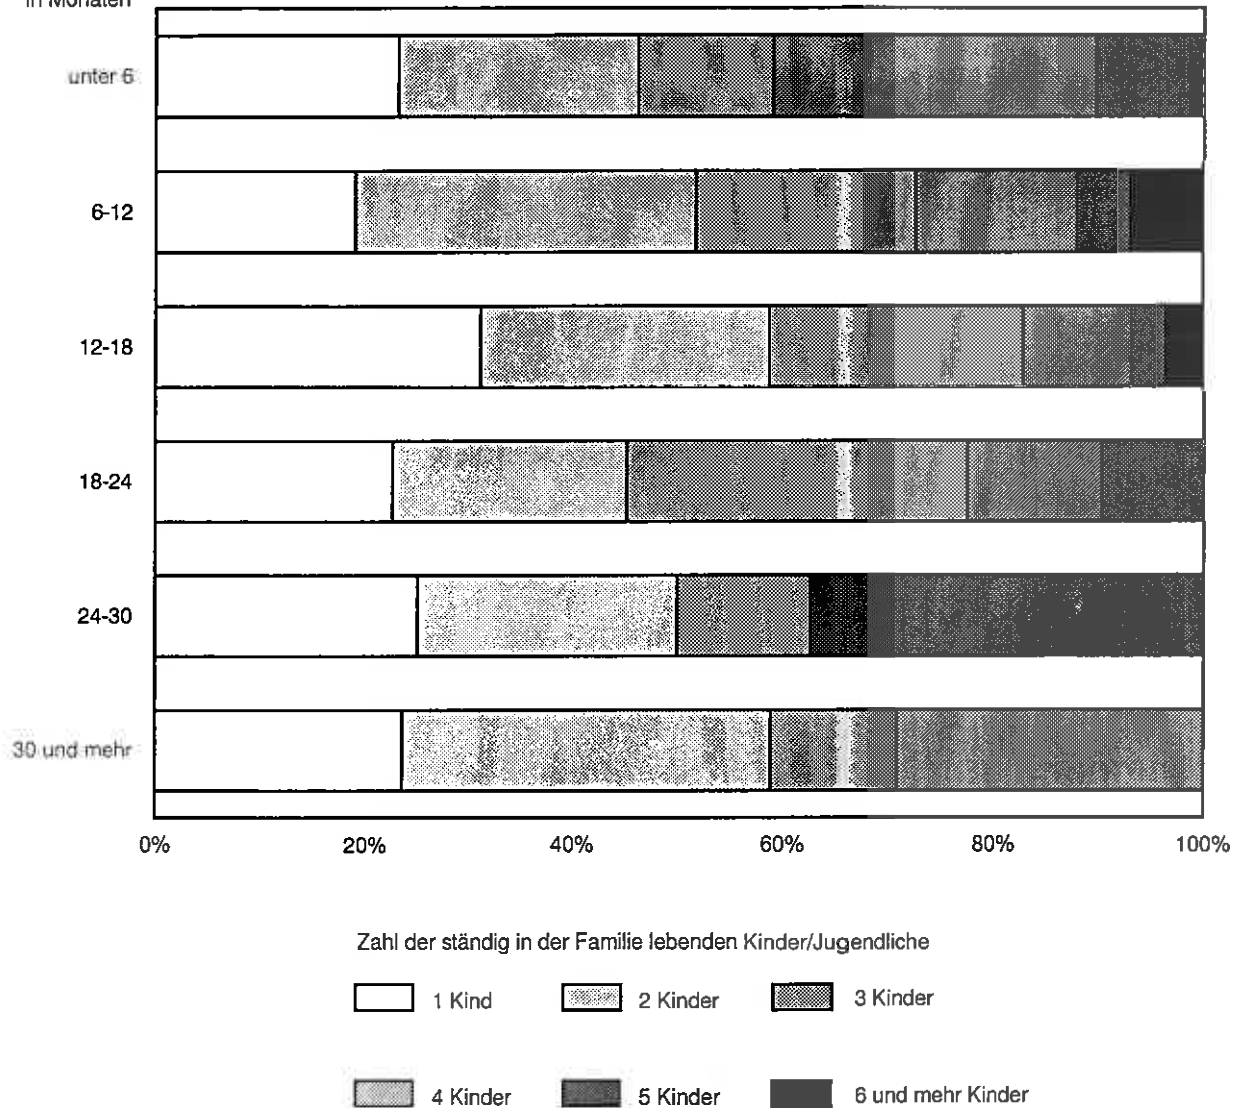 in Monaten
unter 6
6-12
12-18
18-24
24-30
30 und mehr
0% 20% 40% 60% 80% 100%
Zahl der ständig in der Familie lebenden Kinder/Jugendliche
1 Kind 2 Kinder 3 Kinder
4 Kinder 5 Kinder 6 und mehr Kinder